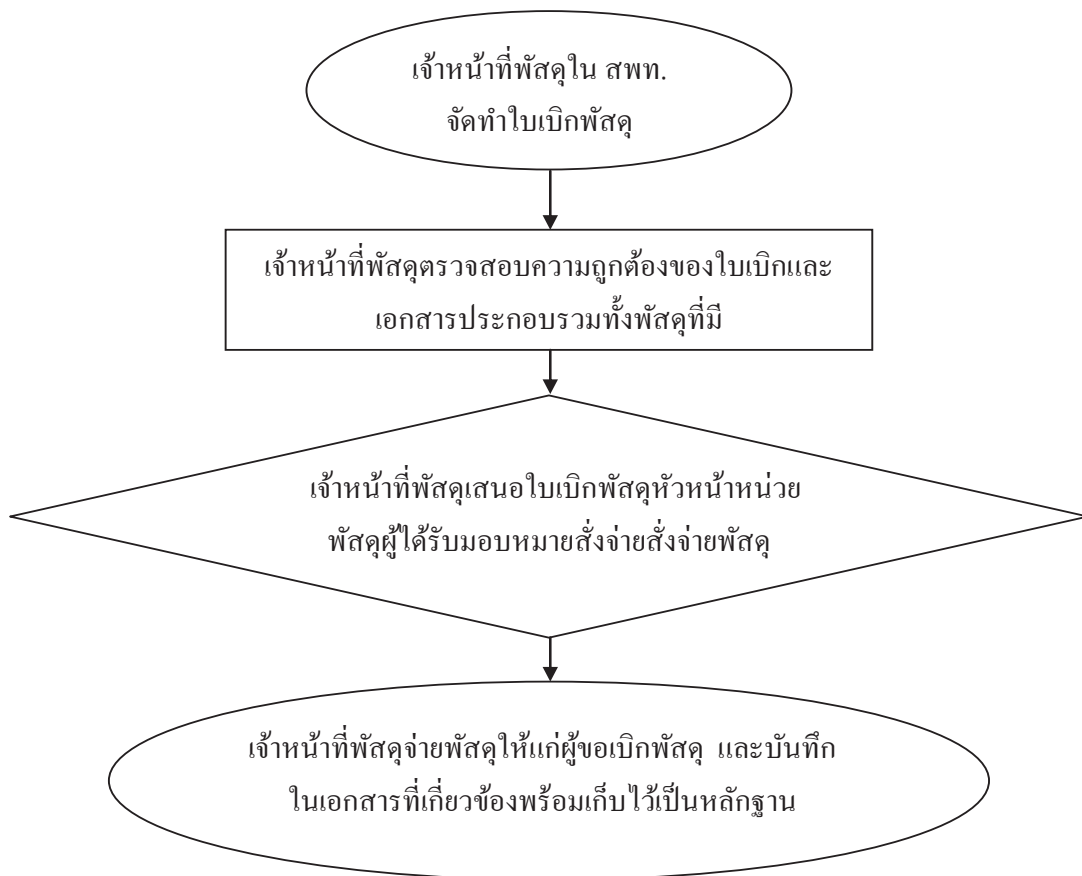 เจ้าหน้าที่พัสดุใน สพท.
จัดทำใบเบิกพัสดุ
เจ้าหน้าที่พัสดุตรวจสอบความถูกต้องของใบเบิกและ
เอกสารประกอบรวมทั้งพัสดุที่มี
เจ้าหน้าที่พัสดุเสนอใบเบิกพัสดุหัวหน้าหน่วย
พัสดุผู้ได้รับมอบหมายสั่งจ่ายสั่งจ่ายพัสดุ
เจ้าหน้าที่พัสดุจ่ายพัสดุให้แก่ผู้ขอเบิกพัสดุ และบันทึก
ในเอกสารที่เกี่ยวข้องพร้อมเก็บไว้เป็นหลักฐาน